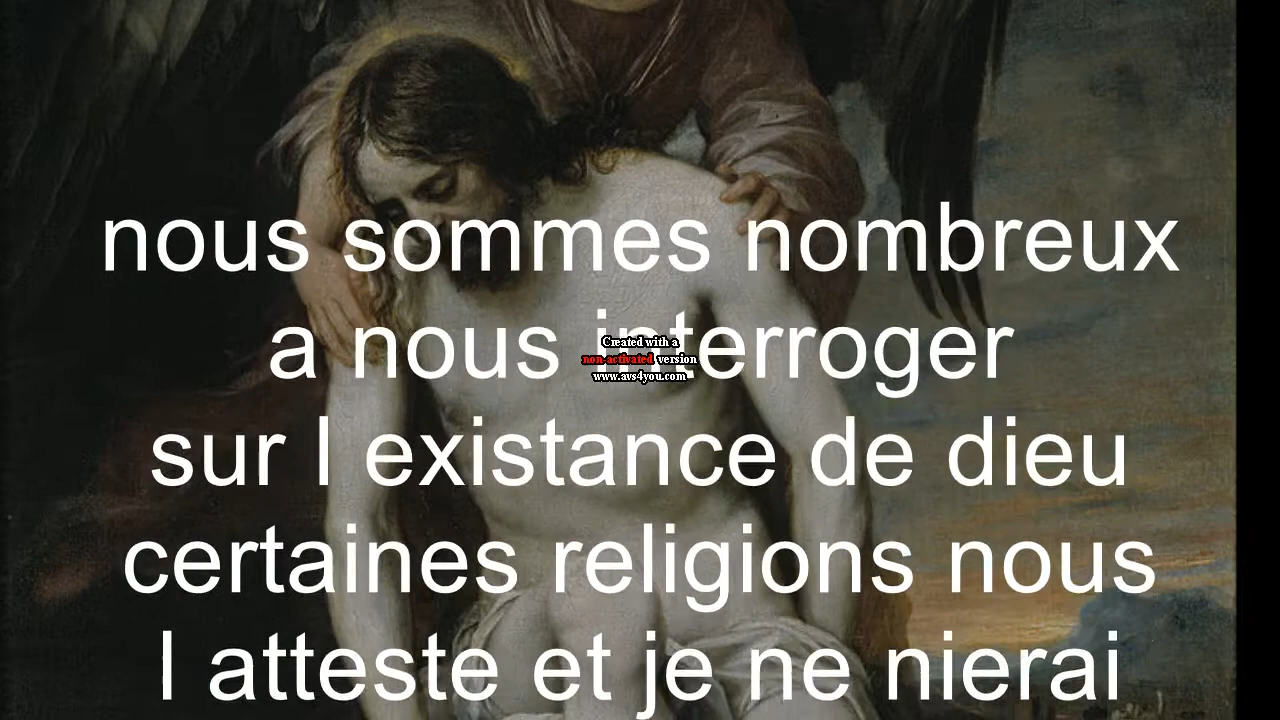 nous sommes nombreux
a nous interroger
Created with a
non-activated version
www.avs4you.com
sur l existance de dieu
certaines religions nous
l atteste et je ne nierai